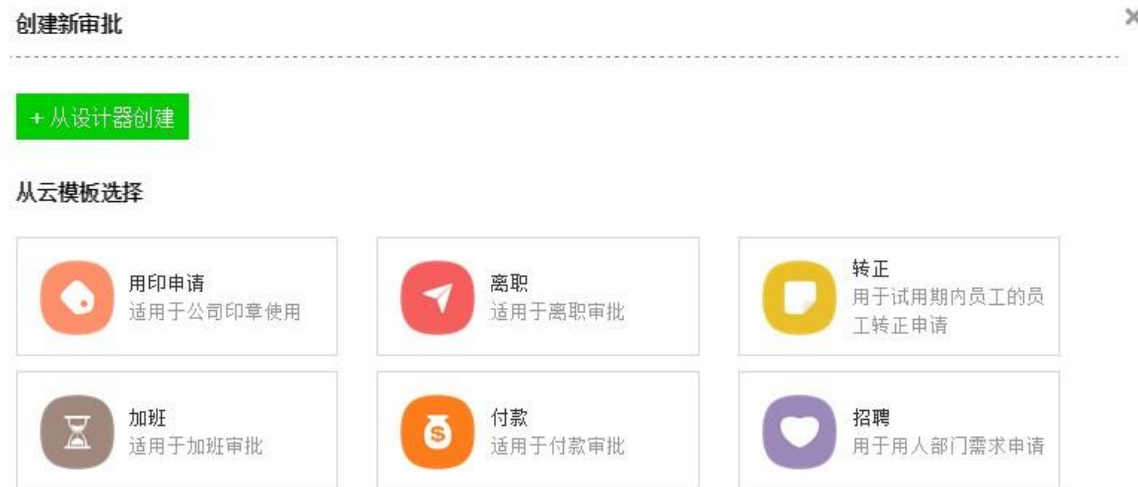 创建新审批
+ 从设计器创建
从云模板选择
用印申请
适用于公司印章使用
离职
适用于离职审批
转正
用于试用期内员工的员
工转正申请
加班
适用于加班审批
付款
适用于付款审批
招聘
用于用人部门需求申请